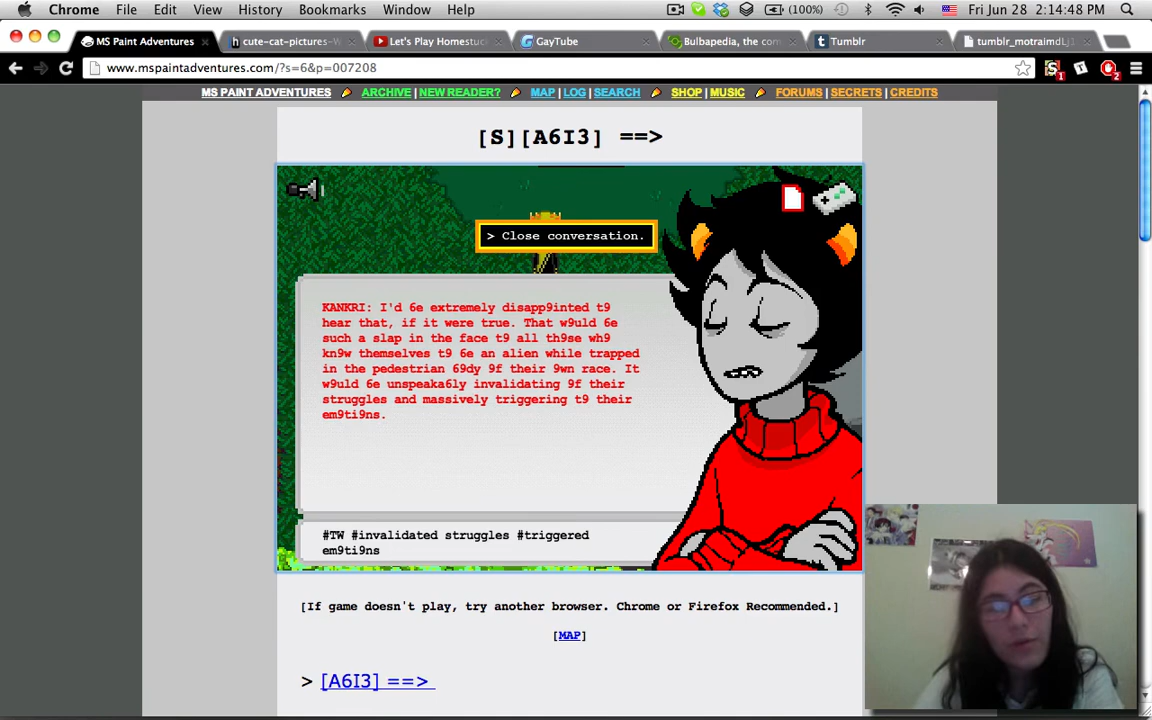 Chrome File Edit View History Bookmarks Window Help (100%) Fri Jun 28 2:14:48 PM
MS Paint Adventures cute-cat-pictures-W Let's Play Homestuc GayTube Bulbapedia, the com Tumblr tumblr_motraimdLj1
www.mspaintadventures.com/?s=6&p=007208
MS PAINT ADVENTURES ARCHIVE | NEW READER? MAP | LOG | SEARCH SHOP | MUSIC FORUMS | SECRETS | CREDITS
[S][A6I3] ==>
> Close conversation.
KANKRI: I'd 6e extremely disapp9inted t9
hear that, if it were true. That w9uld 6e
such a slap in the face t9 all th9se wh9
kn9w themselves t9 6e an alien while trapped
in the pedestrian 69dy 9f their 9wn race. It
w9uld 6e unspeaka6ly invalidating 9f their
struggles and massively triggering t9 their
em9ti9ns.
#TW #invalidated struggles #triggered
em9ti9ns
[If game doesn't play, try another browser. Chrome or Firefox Recommended.]
[MAP]
> [A6I3] ==>